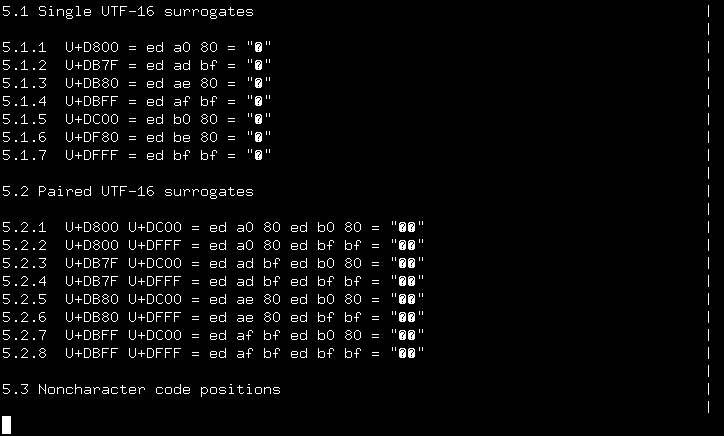 5.1 Single UTF-16 surrogates |
|
5.1.1  U+D800 = ed a0 80 = "�" |
5.1.2  U+DB7F = ed ad bf = "�" |
5.1.3  U+DB80 = ed ae 80 = "�" |
5.1.4  U+DBFF = ed af bf = "�" |
5.1.5  U+DC00 = ed b0 80 = "�" |
5.1.6  U+DF80 = ed be 80 = "�" |
5.1.7  U+DFFF = ed bf bf = "�" |
|
5.2 Paired UTF-16 surrogates |
|
5.2.1  U+D800 U+DC00 = ed a0 80 ed b0 80 = "��" |
5.2.2  U+D800 U+DFFF = ed a0 80 ed bf bf = "��" |
5.2.3  U+DB7F U+DC00 = ed ad bf ed b0 80 = "��" |
5.2.4  U+DB7F U+DFFF = ed ad bf ed bf bf = "��" |
5.2.5  U+DB80 U+DC00 = ed ae 80 ed b0 80 = "��" |
5.2.6  U+DB80 U+DFFF = ed ae 80 ed bf bf = "��" |
5.2.7  U+DBFF U+DC00 = ed af bf ed b0 80 = "��" |
5.2.8  U+DBFF U+DFFF = ed af bf ed bf bf = "��" |
|
5.3 Noncharacter code positions |
|